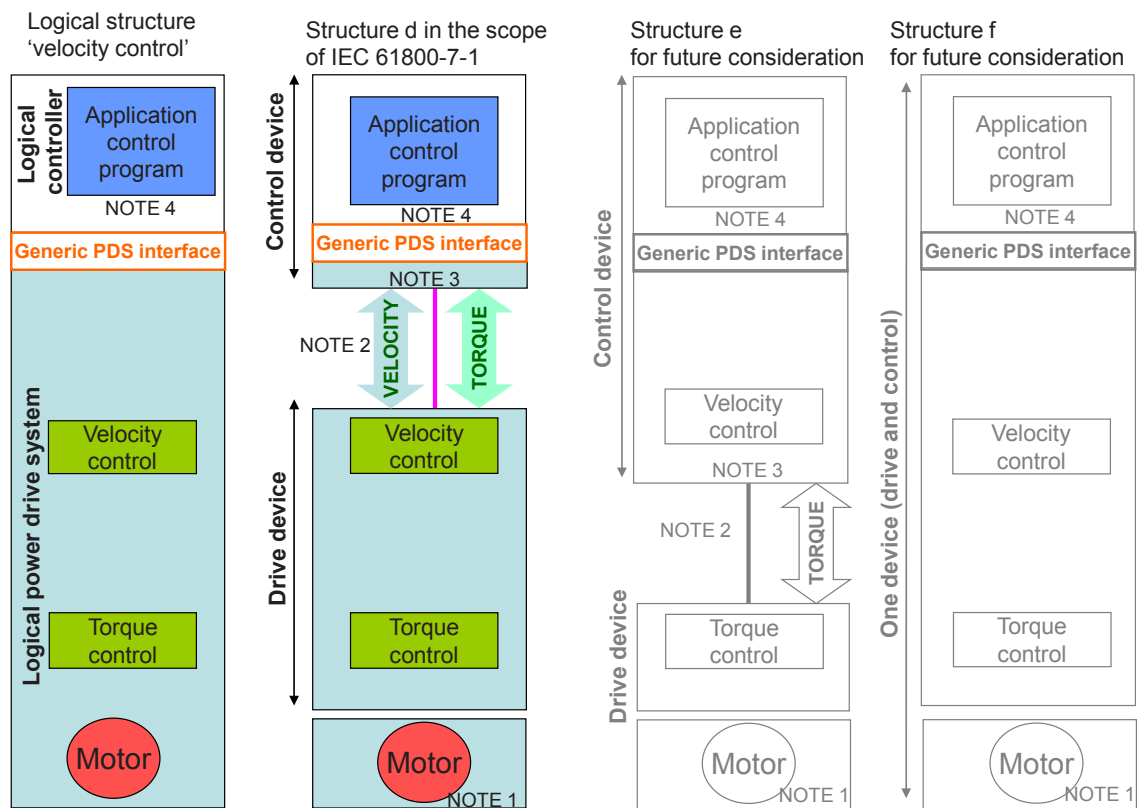 Logical structure
‘velocity control’
Logical
controller
Application
control
program
NOTE 4
Generic PDS interface
Logical power drive system
Velocity
control
Torque
control
Motor
Structure d in the scope
of IEC 61800-7-1
Control device
Application
control
program
NOTE 4
Generic PDS interface
NOTE 3
NOTE 2
VELOCITY
TORQUE
Drive device
Velocity
control
Torque
control
Motor
NOTE 1
Structure e
for future consideration
Control device
Application
control
program
NOTE 4
Generic PDS interface
Velocity
control
NOTE 3
NOTE 2
TORQUE
Drive device
Torque
control
Motor
NOTE 1
Structure f
for future consideration
One device (drive and control)
Application
control
program
NOTE 4
Generic PDS interface
Velocity
control
Torque
control
Motor
NOTE 1